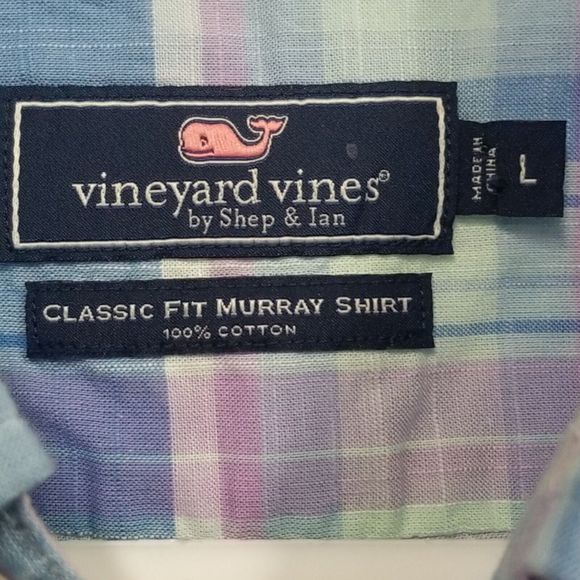 vineyard vines®
by Shep & Ian
MADE IN
CHINA
L
CLASSIC FIT MURRAY SHIRT
100% COTTON